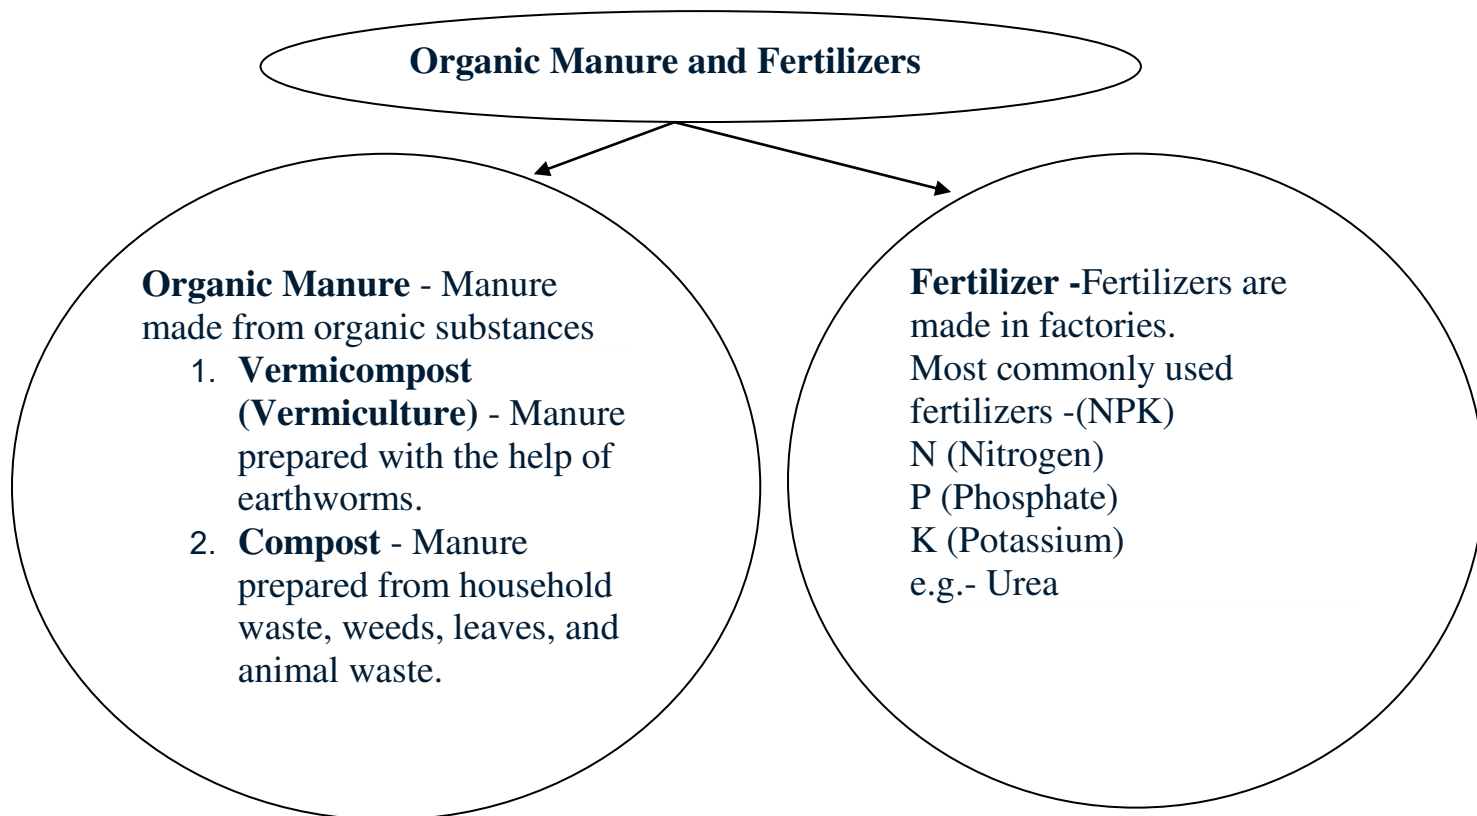 Organic Manure and Fertilizers
Organic Manure - Manure
made from organic substances
1. Vermicompost
(Vermiculture) - Manure
prepared with the help of
earthworms.
2. Compost - Manure
prepared from household
waste, weeds, leaves, and
animal waste.
Fertilizer -Fertilizers are
made in factories.
Most commonly used
fertilizers -(NPK)
N (Nitrogen)
P (Phosphate)
K (Potassium)
e.g.- Urea